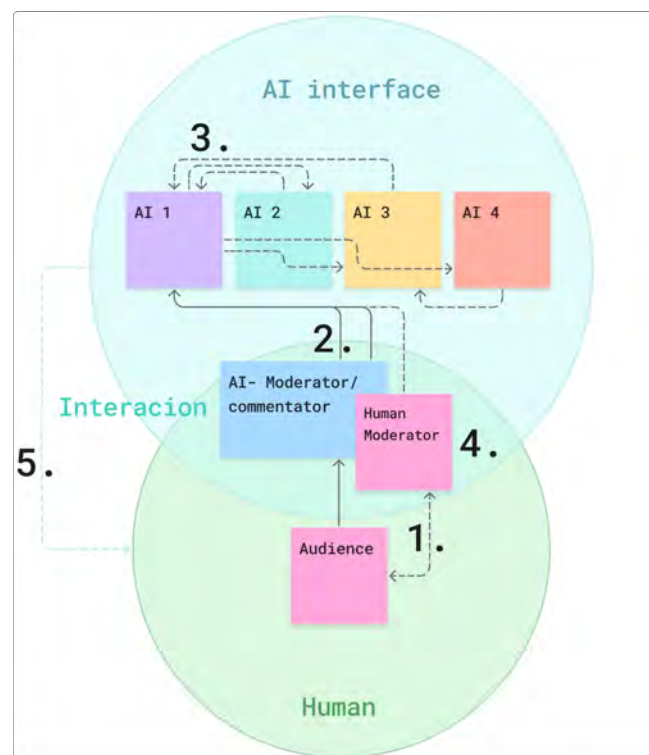 AI interface
3.
AI 1
AI 2
AI 3
AI 4
2.
AI- Moderator/
commentator
Interacion
Human
Moderator
4.
5.
Audience
1.
Human